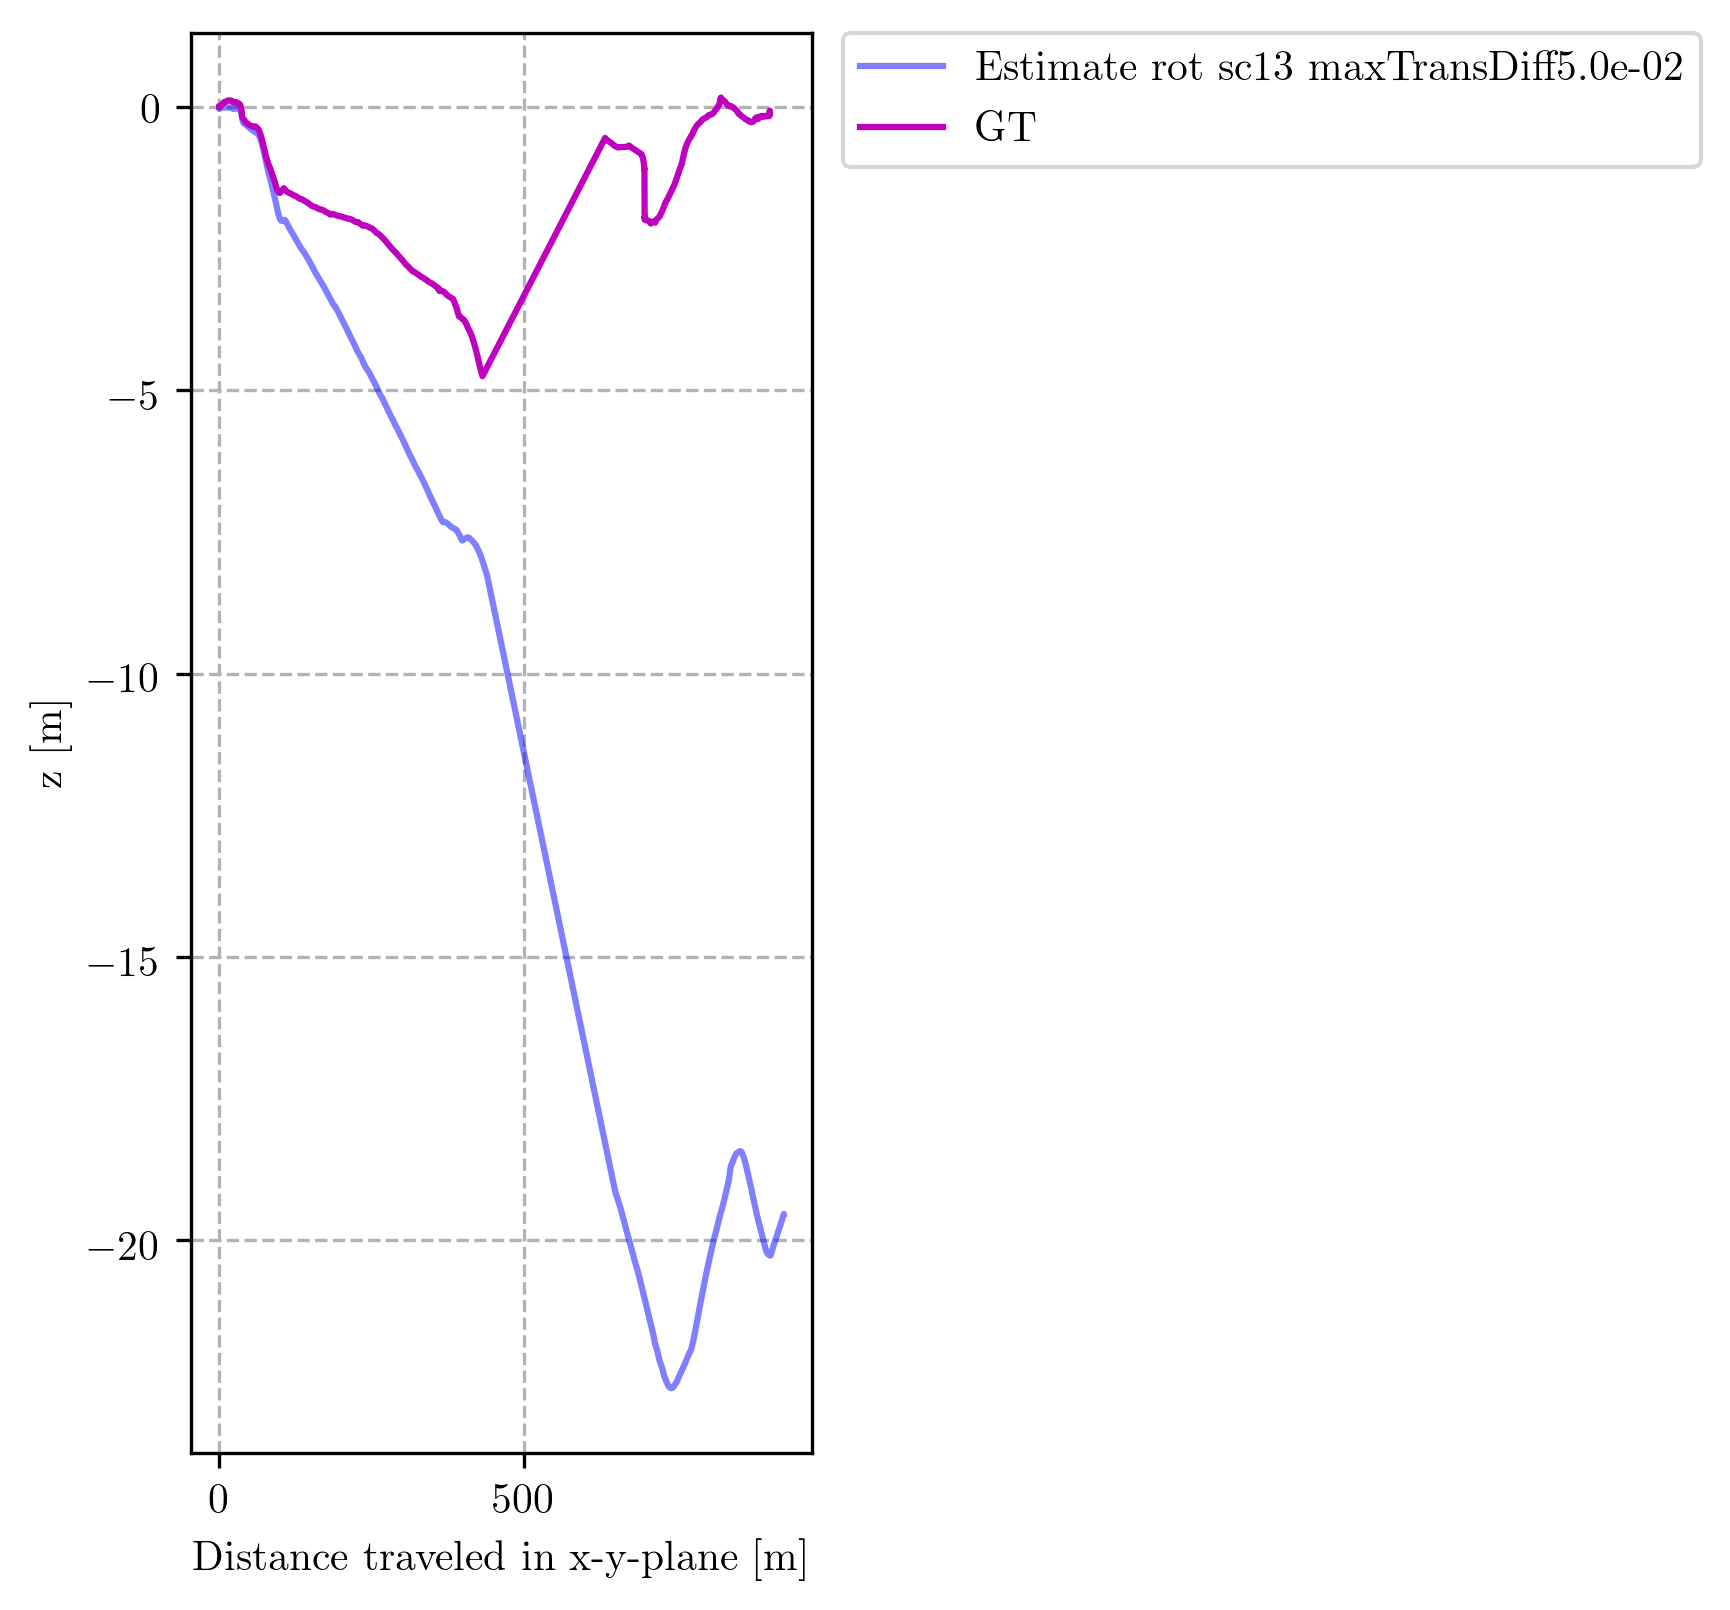 Estimate rot sc13 maxTransDiff5.0e-02
GT
0
−5
−10
−15
−20
z [m]
0 500
Distance traveled in x-y-plane [m]